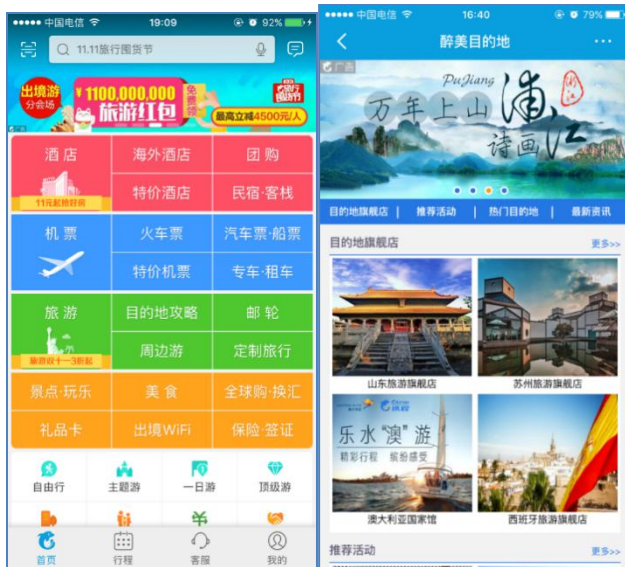 中国电信
19:09
92%
11.11旅行囤货节
出境游
分会场
¥1100,000,000
旅游红包
免费领
最高立减4500元/人
广告
酒店
海外酒店
团购
11元起抢好房
特价酒店
民宿·客栈
机票
火车票
汽车票·船票
特价机票
专车·租车
旅游
目的地攻略
邮轮
旅游双十一3折起
周边游
定制旅行
景点·玩乐
美食
全球购·换汇
礼品卡
出境WiFi
保险·签证
自由行
主题游
一日游
顶级游
首页
行程
客服
我的
中国电信
16:40
79%
醉美目的地
广告
PuJiang
万年上山
浦江
诗画
目的地旗舰店 | 推荐活动 | 热门目的地 | 最新资讯
目的地旗舰店
更多>>
山东旅游旗舰店
苏州旅游旗舰店
乐水“澳”游
精彩行程 缤纷感受
澳大利亚国家馆
西班牙旅游旗舰店
推荐活动
更多>>